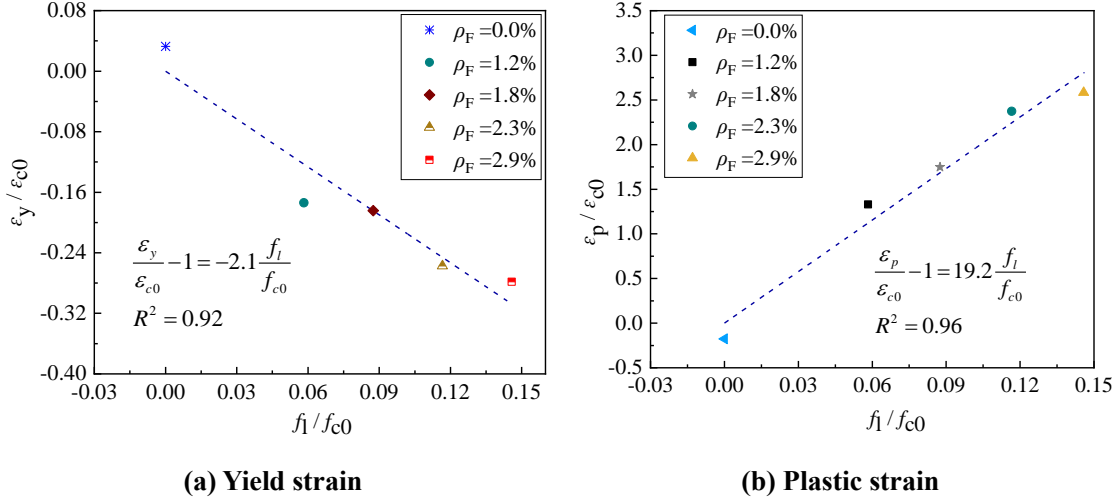 0.08
0.00
-0.08
-0.16
-0.24
-0.32
-0.40
-0.03 0.00 0.03 0.06 0.09 0.12 0.15
εy / εc0
fl / fc0
ρF =0.0%
ρF =1.2%
ρF =1.8%
ρF =2.3%
ρF =2.9%
εy/εc0 −1 = −2.1 fl/fc0
R² = 0.92
(a) Yield strain
3.5
3.0
2.5
2.0
1.5
1.0
0.5
0.0
-0.5
-0.03 0.00 0.03 0.06 0.09 0.12 0.15
εp / εc0
fl / fc0
ρF =0.0%
ρF =1.2%
ρF =1.8%
ρF =2.3%
ρF =2.9%
εp/εc0 −1 = 19.2 fl/fc0
R² = 0.96
(b) Plastic strain